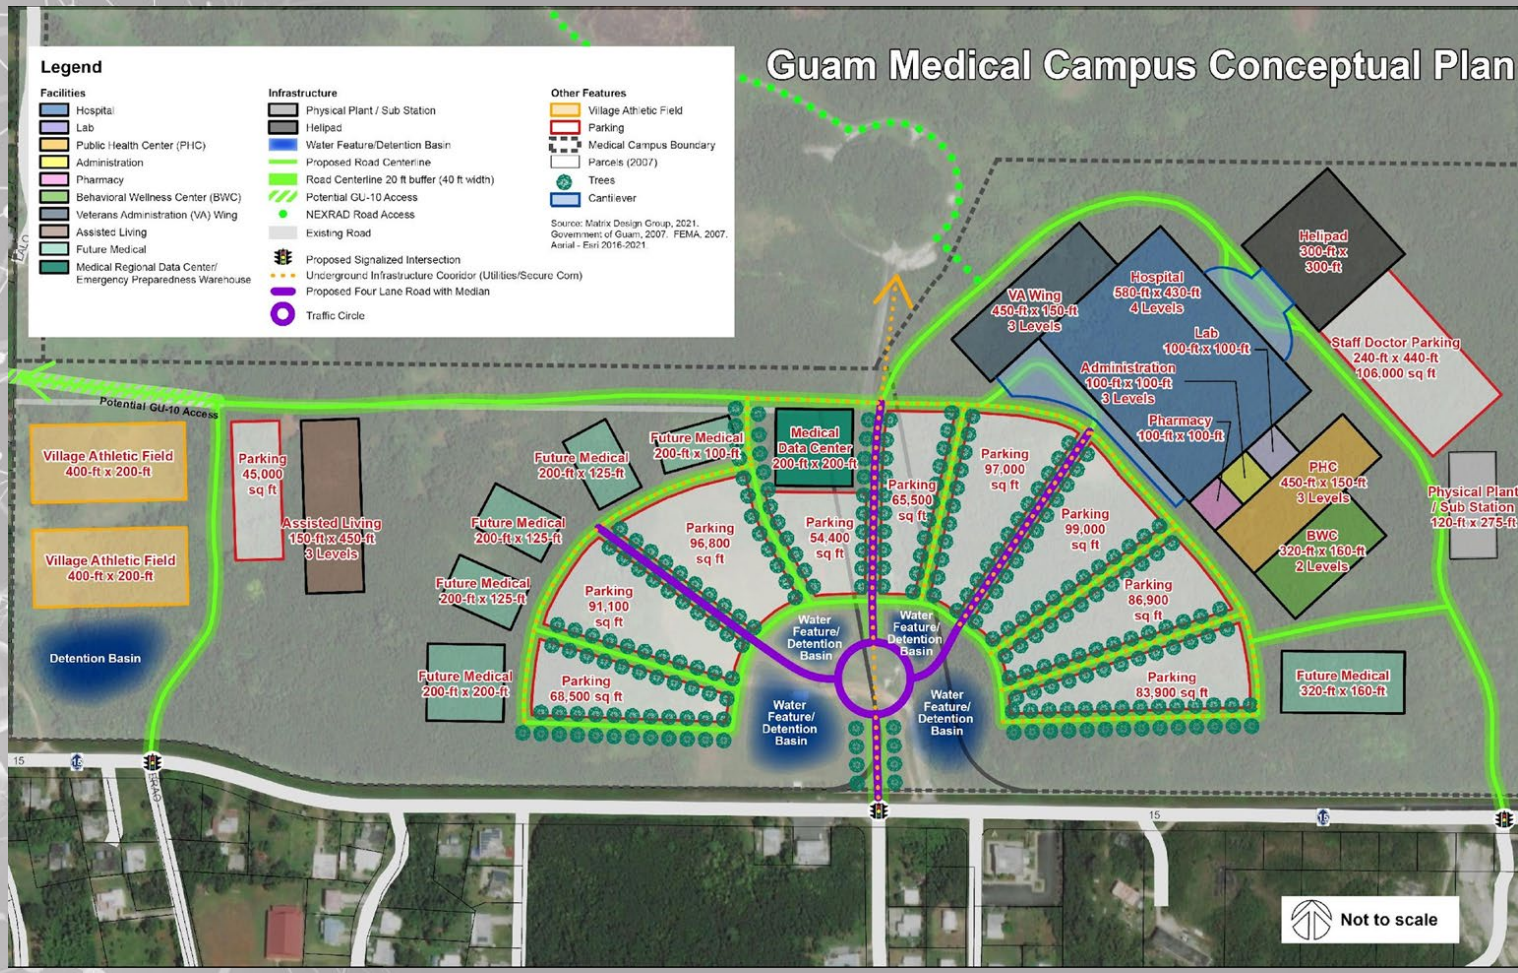 Guam Medical Campus Conceptual Plan
Legend
Facilities
Hospital
Lab
Public Health Center (PHC)
Administration
Pharmacy
Behavioral Wellness Center (BWC)
Veterans Administration (VA) Wing
Assisted Living
Future Medical
Medical Regional Data Center/
Emergency Preparedness Warehouse
Infrastructure
Physical Plant / Sub Station
Helipad
Water Feature/Detention Basin
Proposed Road Centerline
Road Centerline 20 ft buffer (40 ft width)
Potential GU-10 Access
NEXRAD Road Access
Existing Road
Proposed Signalized Intersection
Underground Infrastructure Cooridor (Utilities/Secure Com)
Proposed Four Lane Road with Median
Traffic Circle
Other Features
Village Athletic Field
Parking
Medical Campus Boundary
Parcels (2007)
Trees
Cantilever
Source: Matrix Design Group, 2021.
Government of Guam, 2007. FEMA, 2007.
Aerial - Esri 2016-2021.
Helipad
300-ft x
300-ft
Hospital
580-ft x 430-ft
4 Levels
VA Wing
450-ft x 150-ft
3 Levels
Lab
100-ft x 100-ft
Staff Doctor Parking
240-ft x 440-ft
106,000 sq ft
Administration
100-ft x 100-ft
3 Levels
Pharmacy
100-ft x 100-ft
PHC
450-ft x 150-ft
3 Levels
BWC
320-ft x 160-ft
2 Levels
Physical Plant
/ Sub Station
120-ft x 275-ft
Potential GU-10 Access
Village Athletic Field
400-ft x 200-ft
Village Athletic Field
400-ft x 200-ft
Detention Basin
Parking
45,000
sq ft
Assisted Living
150-ft x 450-ft
3 Levels
Future Medical
200-ft x 125-ft
Future Medical
200-ft x 100-ft
Medical
Data Center
200-ft x 200-ft
Future Medical
200-ft x 125-ft
Future Medical
200-ft x 125-ft
Future Medical
200-ft x 200-ft
Parking
96,800
sq ft
Parking
54,400
sq ft
Parking
65,500
sq ft
Parking
97,000
sq ft
Parking
99,000
sq ft
Parking
86,900
sq ft
Parking
83,900 sq ft
Parking
91,100
sq ft
Parking
68,500 sq ft
Water
Feature/
Detention
Basin
Water
Feature/
Detention
Basin
Water
Feature/
Detention
Basin
Water
Feature/
Detention
Basin
Future Medical
320-ft x 160-ft
15
15
15
15
Not to scale